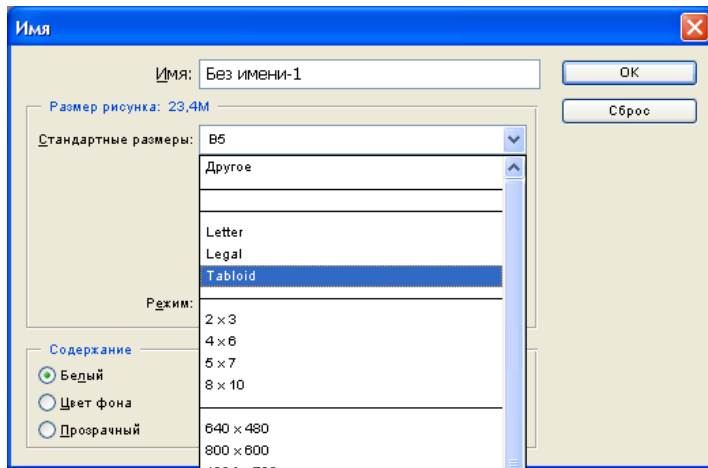 Имя
Имя: Без имени-1
OK
Размер рисунка: 23,4M
Сброс
Стандартные размеры: B5
Другое
Letter
Legal
Tabloid
Режим:
2 x 3
4 x 6
5 x 7
8 x 10
Содержание
Белый
Цвет фона
Прозрачный
640 x 480
800 x 600